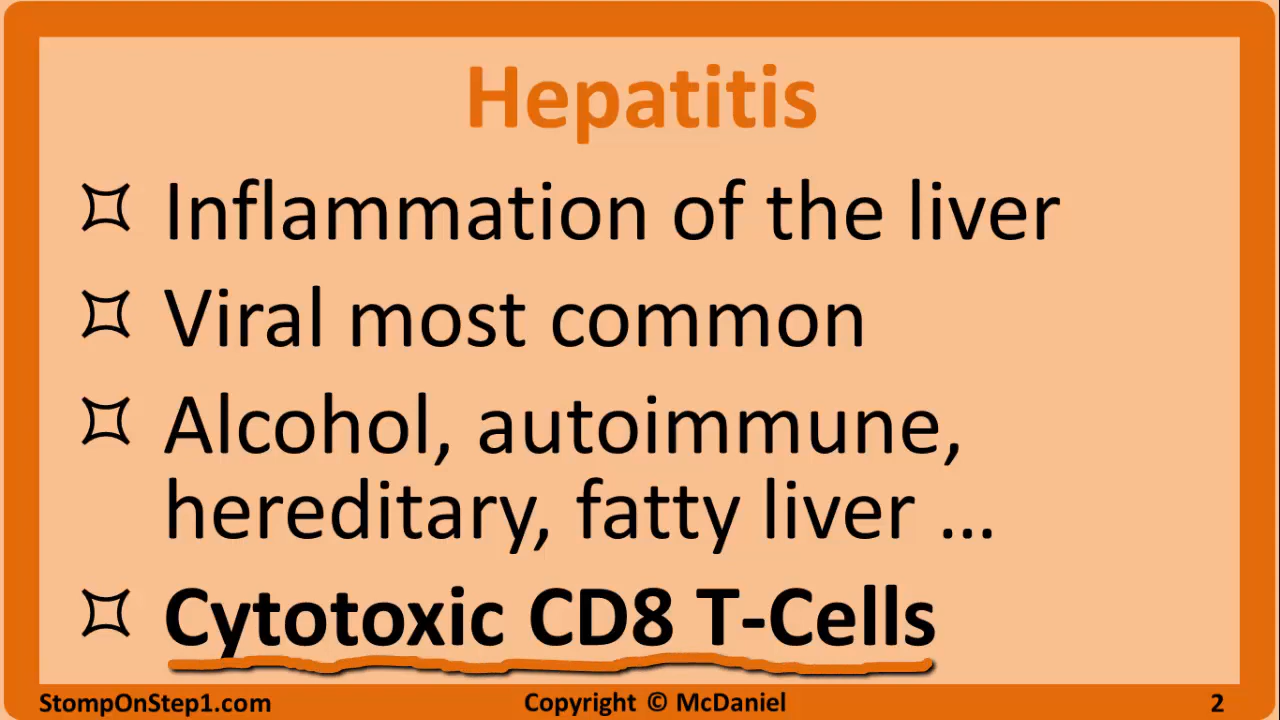 Hepatitis
Inflammation of the liver
Viral most common
Alcohol, autoimmune,
hereditary, fatty liver ...
Cytotoxic CD8 T-Cells
StompOnStep1.com Copyright © McDaniel 2